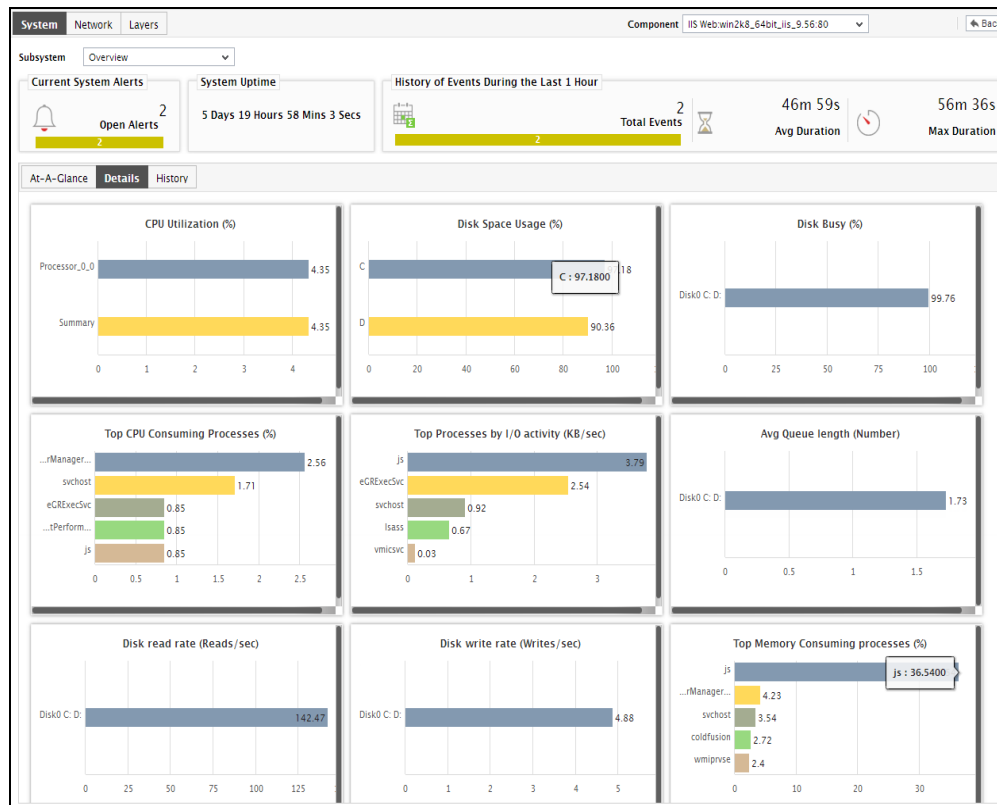 System Network Layers Component IIS Web:win2k8_64bit_iis_9.56:80
Subsystem Overview
Current System Alerts
2
Open Alerts
2
System Uptime
5 Days 19 Hours 58 Mins 3 Secs
History of Events During the Last 1 Hour
2
Total Events
2
46m 59s
Avg Duration
56m 36s
Max Duration
At-A-Glance Details History
CPU Utilization (%)
Processor_0_0 4.35
Summary 4.35
0 1 2 3 4
Disk Space Usage (%)
C C : 97.1800
D 90.36
0 20 40 60 80 100
Disk Busy (%)
Disk0 C: D: 99.76
0 25 50 75 100
Top CPU Consuming Processes (%)
...rManager... 2.56
svchost 1.71
eGRExecSvc 0.85
...tPerform... 0.85
js 0.85
0 0.5 1 1.5 2 2.5
Top Processes by I/O activity (KB/sec)
js 3.79
eGRExecSvc 2.54
svchost 0.92
lsass 0.67
vmicsvc 0.03
0 1 2 3
Avg Queue length (Number)
Disk0 C: D: 1.73
0 0.5 1 1.5
Disk read rate (Reads/sec)
Disk0 C: D: 142.47
0 25 50 75 100 125
Disk write rate (Writes/sec)
Disk0 C: D: 4.88
0 1 2 3 4 5
Top Memory Consuming processes (%)
js js : 36.5400
...rManager... 4.23
svchost 3.54
coldfusion 2.72
wmiprvse 2.4
0 10 20 30